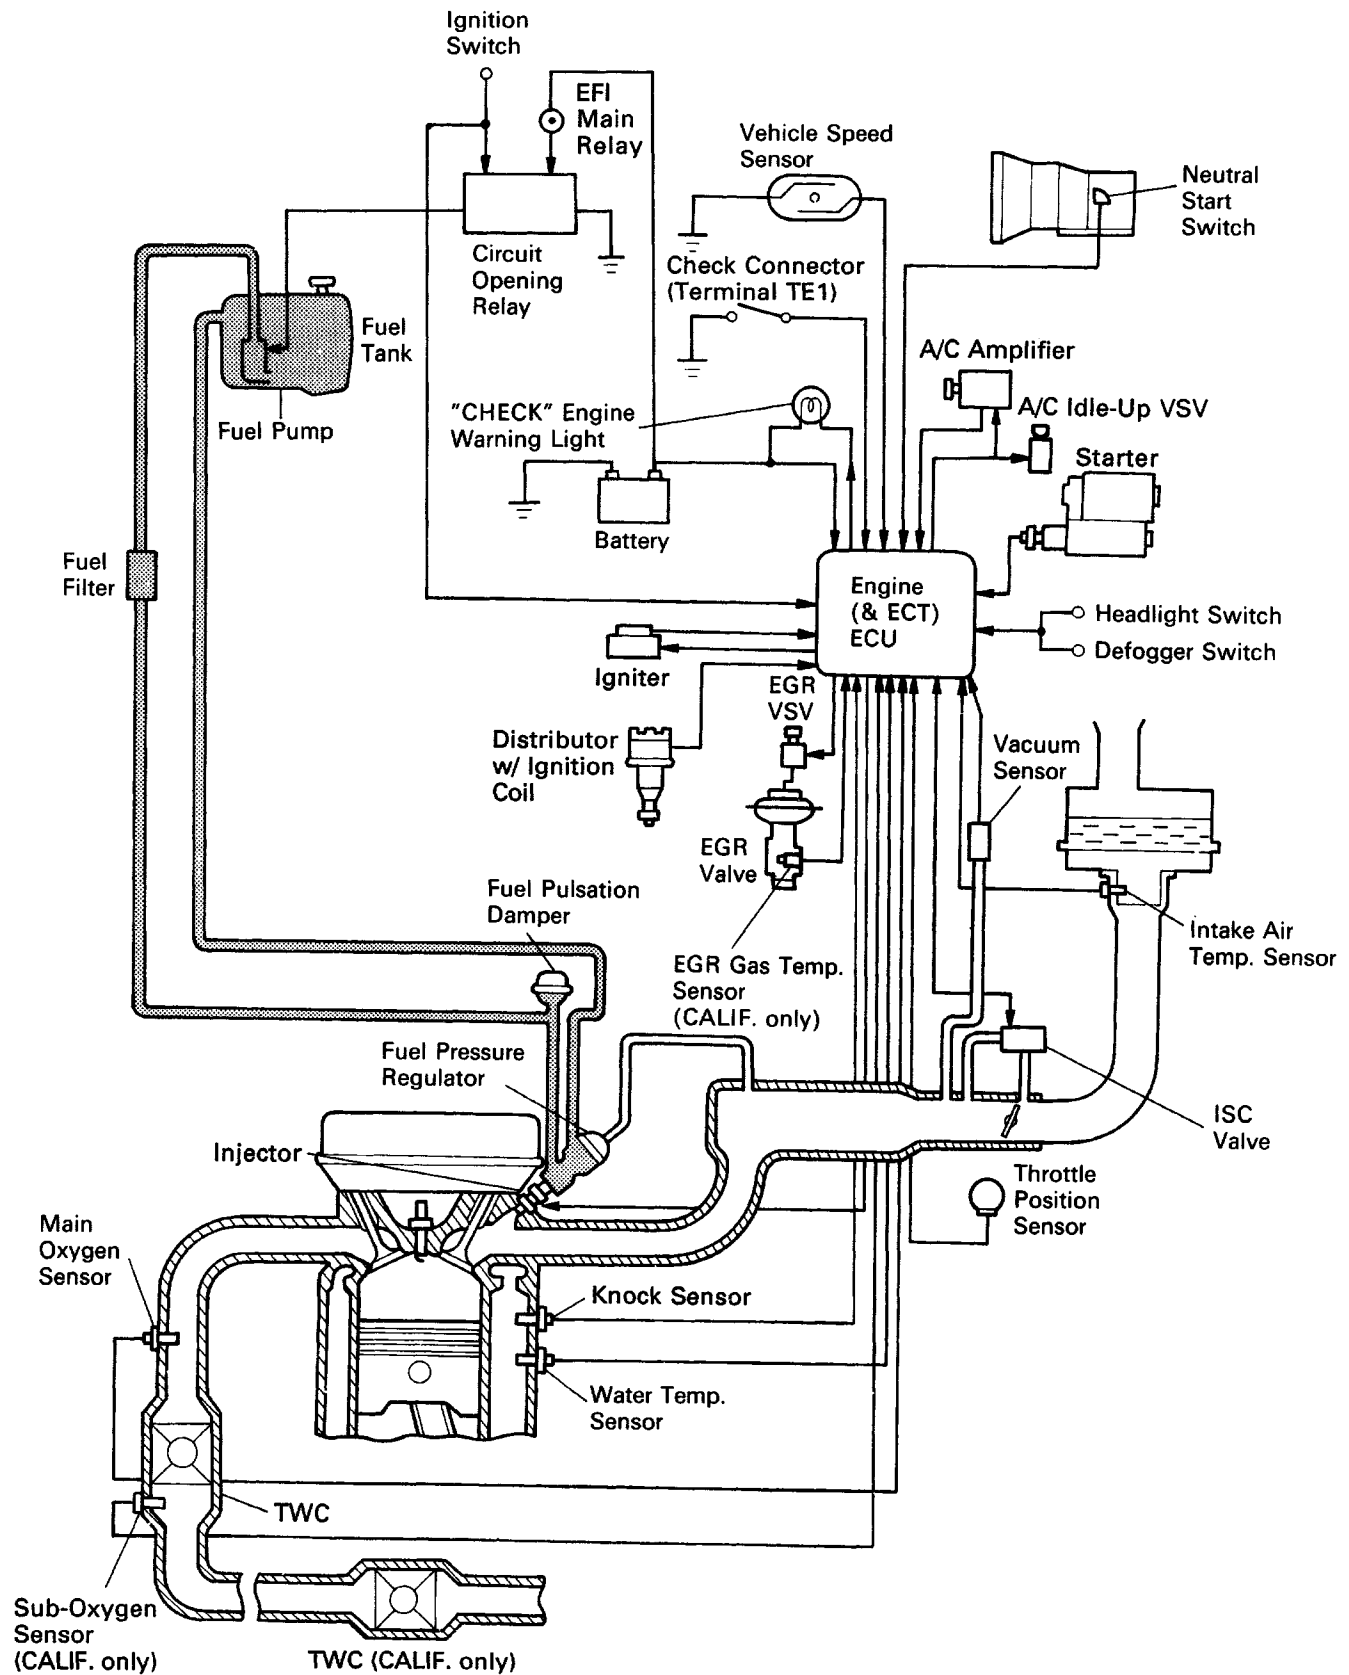 Ignition
Switch
EFI
Main
Relay
Vehicle Speed
Sensor
Neutral
Start
Switch
Circuit
Opening
Relay
Check Connector
(Terminal TE1)
Fuel
Tank
A/C Amplifier
Fuel Pump
"CHECK" Engine
Warning Light
A/C Idle-Up VSV
Starter
Battery
Fuel
Filter
Engine
(& ECT)
ECU
Headlight Switch
Defogger Switch
Igniter
EGR
VSV
Distributor
w/ Ignition
Coil
Vacuum
Sensor
EGR
Valve
Fuel Pulsation
Damper
Intake Air
Temp. Sensor
EGR Gas Temp.
Sensor
(CALIF. only)
Fuel Pressure
Regulator
ISC
Valve
Injector
Throttle
Position
Sensor
Main
Oxygen
Sensor
Knock Sensor
Water Temp.
Sensor
TWC
Sub-Oxygen
Sensor
(CALIF. only)
TWC (CALIF. only)